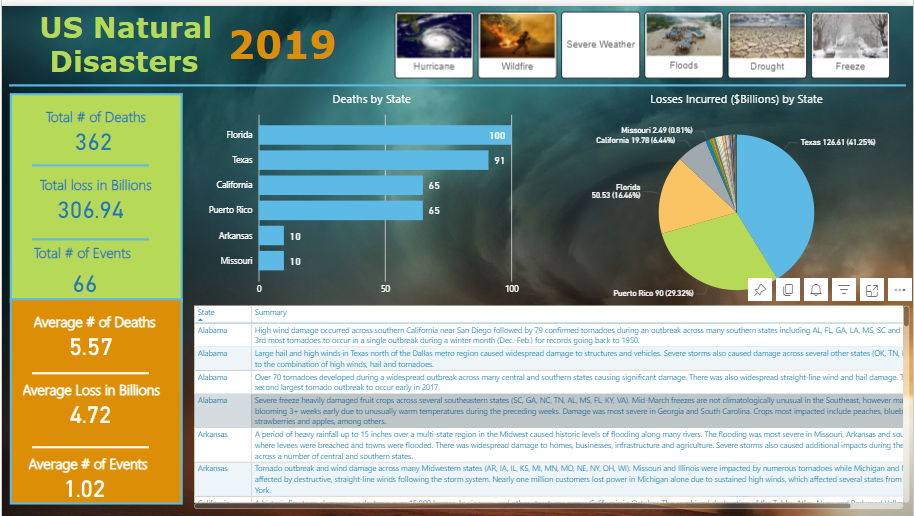 US Natural
Disasters
2019
Hurricane
Wildfire
Severe Weather
Floods
Drought
Freeze
Total # of Deaths
362
Total loss in Billions
306.94
Total # of Events
66
Average # of Deaths
5.57
Average Loss in Billions
4.72
Average # of Events
1.02
Deaths by State
Florida
100
Texas
91
California
65
Puerto Rico
65
Arkansas
10
Missouri
10
0
50
100
Losses Incurred ($Billions) by State
Missouri 2.49 (0.81%)
California 19.78 (6.44%)
Texas 126.61 (41.25%)
Florida
50.53 (16.46%)
Puerto Rico 90 (29.32%)
State
Summary
Alabama
High wind damage occurred across southern California near San Diego followed by 79 confirmed tornadoes during an outbreak across many southern states including AL, FL, GA, LA, MS, SC and
3rd most tornadoes to occur in a single outbreak during a winter month (Dec.-Feb.) for records going back to 1950.
Alabama
Large hail and high winds in Texas north of the Dallas metro region caused widespread damage to structures and vehicles. Severe storms also caused damage across several other states (OK, TN,
to the combination of high winds, hail and tornadoes.
Alabama
Over 70 tornadoes developed during a widespread outbreak across many central and southern states causing significant damage. There was also widespread straight-line wind and hail damage. T
second largest tornado outbreak to occur early in 2017.
Alabama
Severe freeze heavily damaged fruit crops across several southeastern states (SC, GA, NC, TN, AL, MS, FL, KY, VA). Mid-March freezes are not climatologically unusual in the Southeast, however ma
blooming 3+ weeks early due to unusually warm temperatures during the preceding weeks. Damage was most severe in Georgia and South Carolina. Crops most impacted include peaches, blueb
strawberries and apples, among others.
Arkansas
A period of heavy rainfall up to 15 inches over a multi-state region in the Midwest caused historic levels of flooding along many rivers. The flooding was most severe in Missouri, Arkansas and sou
where levees were breached and towns were flooded. There was widespread damage to homes, businesses, infrastructure and agriculture. Severe storms also caused additional impacts during the
across a number of central and southern states.
Arkansas
Tornado outbreak and wind damage across many Midwestern states (AR, IA, IL, KS, MI, MN, MO, NE, NY, OH, WI). Missouri and Illinois were impacted by numerous tornadoes while Michigan and
affected by destructive, straight-line winds following the storm system. Nearly one million customers lost power in Michigan alone due to sustained high winds, which affected several states from
York.